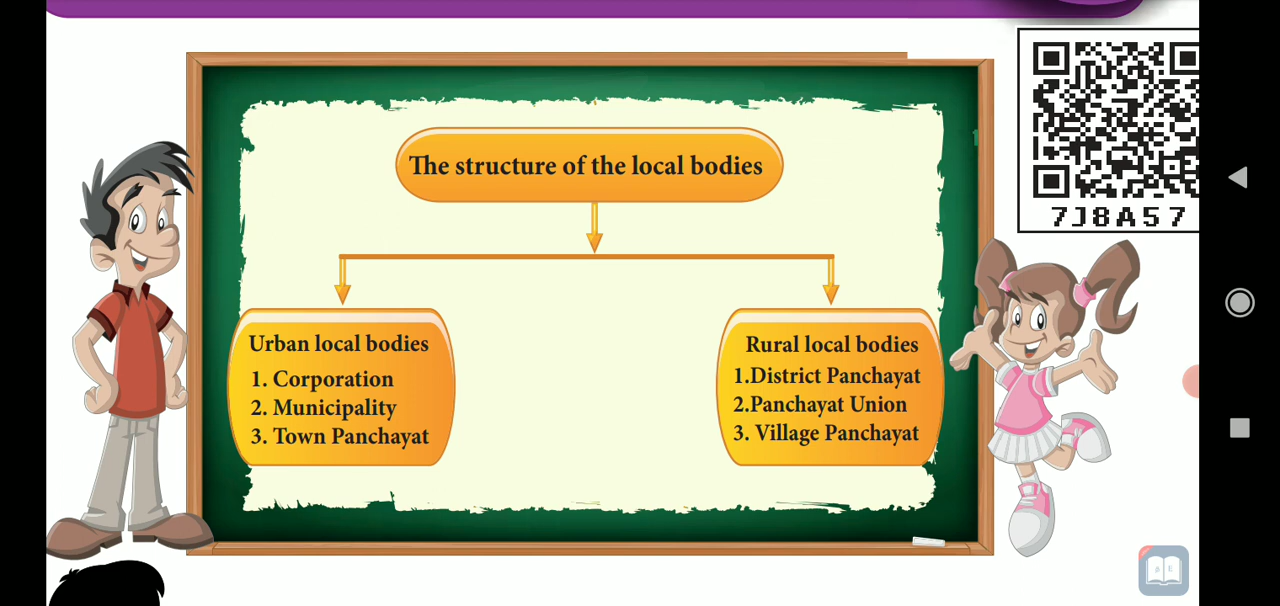 7J8A57
The structure of the local bodies
Urban local bodies
1. Corporation
2. Municipality
3. Town Panchayat
Rural local bodies
1.District Panchayat
2.Panchayat Union
3. Village Panchayat